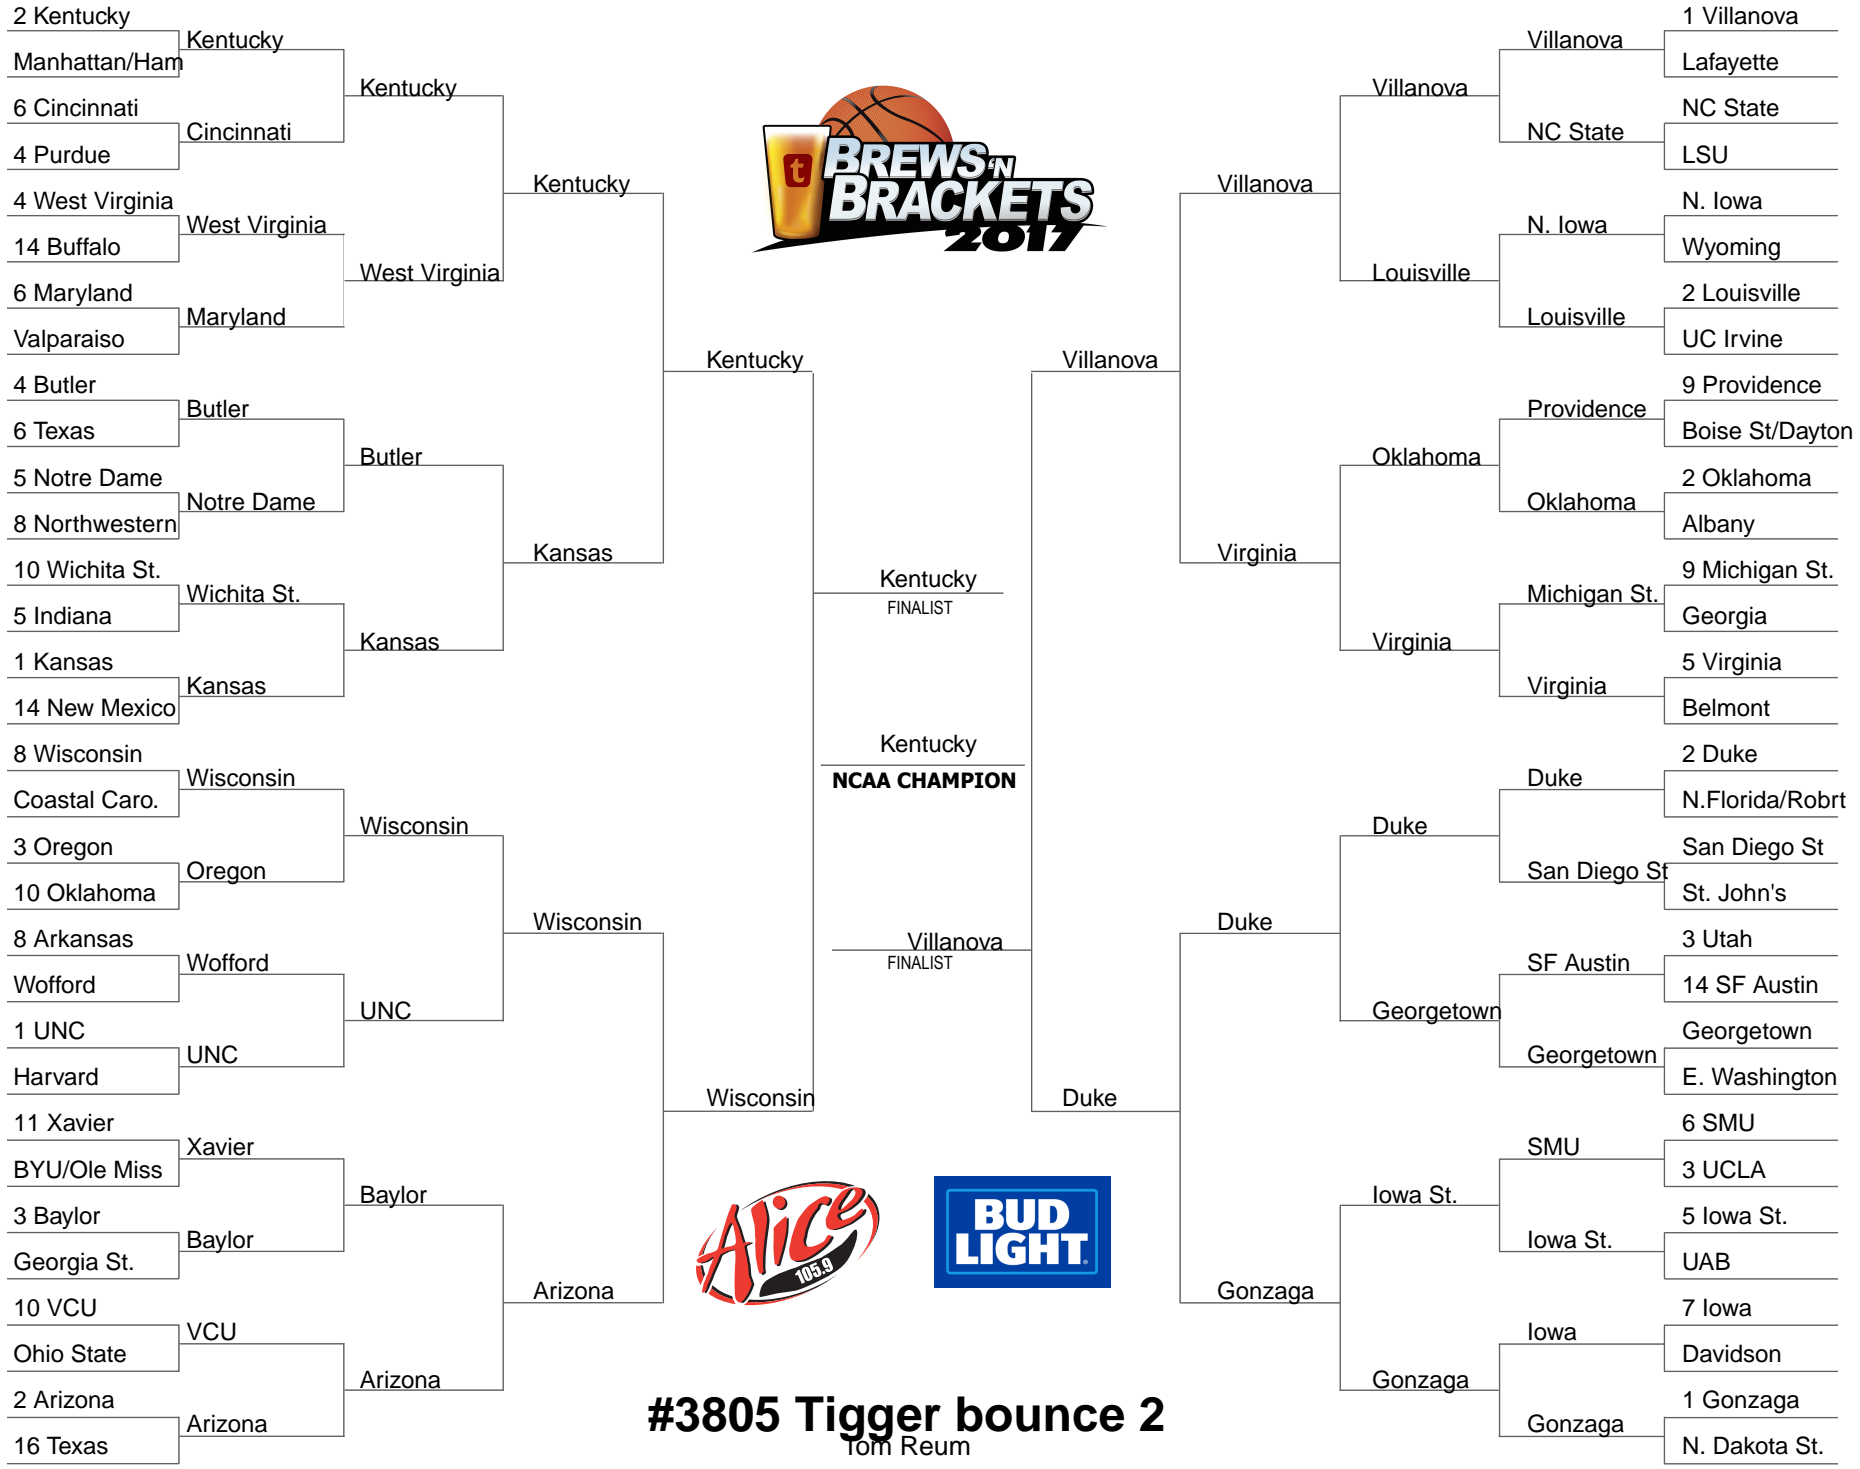 2 Kentucky
Manhattan/Ham
6 Cincinnati
4 Purdue
4 West Virginia
14 Buffalo
6 Maryland
Valparaiso
4 Butler
6 Texas
5 Notre Dame
8 Northwestern
10 Wichita St.
5 Indiana
1 Kansas
14 New Mexico
8 Wisconsin
Coastal Caro.
3 Oregon
10 Oklahoma
8 Arkansas
Wofford
1 UNC
Harvard
11 Xavier
BYU/Ole Miss
3 Baylor
Georgia St.
10 VCU
Ohio State
2 Arizona
16 Texas
Kentucky
Cincinnati
West Virginia
Maryland
Butler
Notre Dame
Wichita St.
Kansas
Wisconsin
Oregon
Wofford
UNC
Xavier
Baylor
VCU
Arizona
Kentucky
West Virginia
Butler
Kansas
Wisconsin
UNC
Baylor
Arizona
Kentucky
Kansas
Wisconsin
Arizona
Kentucky
Wisconsin
t
BREWS 'N
BRACKETS
2017
Kentucky
FINALIST
Kentucky
NCAA CHAMPION
Villanova
FINALIST
Alice
105.9
BUD
LIGHT
#3805 Tigger bounce 2
Tom Reum
Villanova
Duke
Villanova
Virginia
Duke
Gonzaga
Villanova
Louisville
Oklahoma
Virginia
Duke
Georgetown
Iowa St.
Gonzaga
Villanova
NC State
N. Iowa
Louisville
Providence
Oklahoma
Michigan St.
Virginia
Duke
San Diego St
SF Austin
Georgetown
SMU
Iowa St.
Iowa
Gonzaga
1 Villanova
Lafayette
NC State
LSU
N. Iowa
Wyoming
2 Louisville
UC Irvine
9 Providence
Boise St/Dayton
2 Oklahoma
Albany
9 Michigan St.
Georgia
5 Virginia
Belmont
2 Duke
N.Florida/Robrt
San Diego St
St. John's
3 Utah
14 SF Austin
Georgetown
E. Washington
6 SMU
3 UCLA
5 Iowa St.
UAB
7 Iowa
Davidson
1 Gonzaga
N. Dakota St.